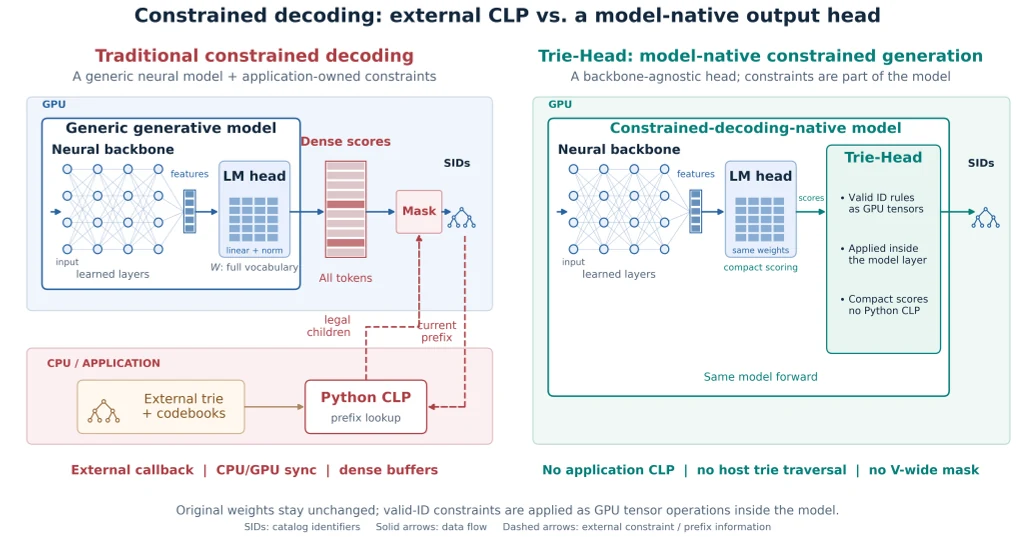 Constrained decoding: external CLP vs. a model-native output head
Traditional constrained decoding
A generic neural model + application-owned constraints
GPU
Generic generative model
Neural backbone
features
LM head
linear + norm
W: full vocabulary
input
learned layers
Dense scores
All tokens
Mask
SIDs
legal
children
current
prefix
CPU / APPLICATION
External trie
+ codebooks
Python CLP
prefix lookup
External callback | CPU/GPU sync | dense buffers
Trie-Head: model-native constrained generation
A backbone-agnostic head; constraints are part of the model
GPU
Constrained-decoding-native model
Neural backbone
features
LM head
same weights
compact scoring
input
learned layers
scores
Trie-Head
• Valid ID rules
as GPU tensors
• Applied inside
the model layer
• Compact scores
no Python CLP
SIDs
Same model forward
No application CLP | no host trie traversal | no V-wide mask
Original weights stay unchanged; valid-ID constraints are applied as GPU tensor operations inside the model.
SIDs: catalog identifiers Solid arrows: data flow Dashed arrows: external constraint / prefix information